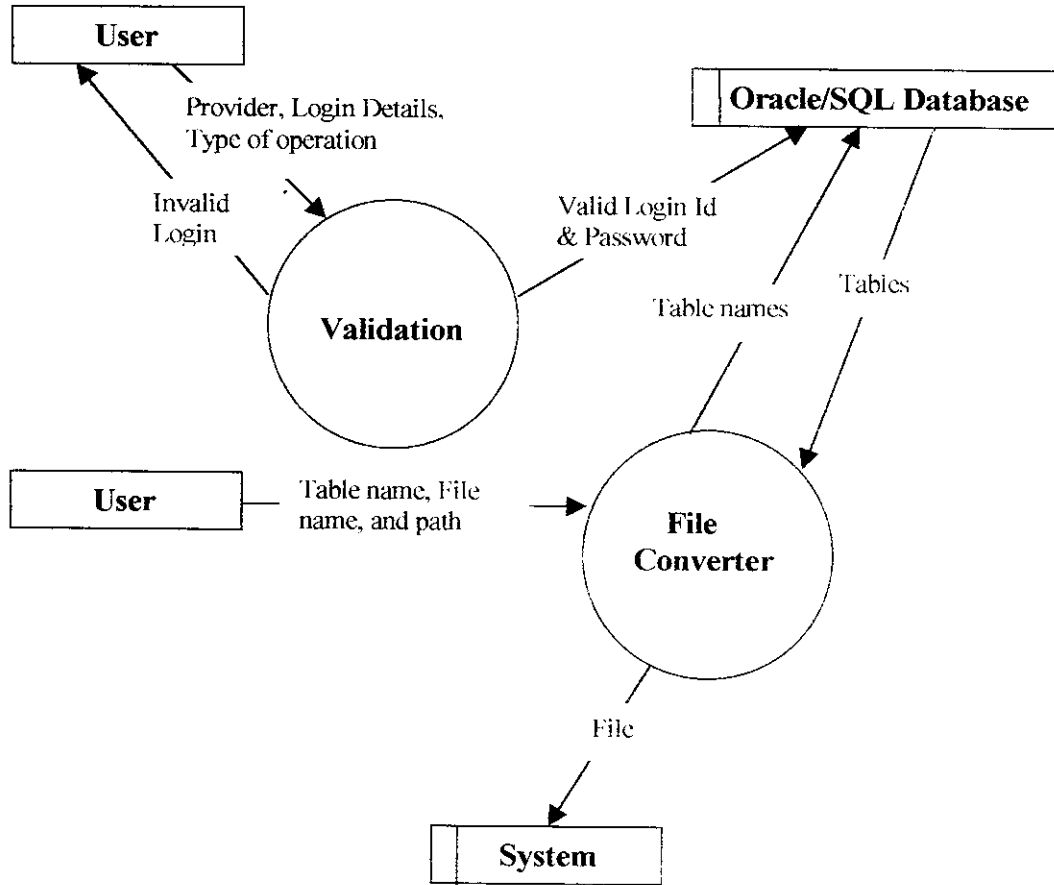 User
Provider, Login Details,
Type of operation
Invalid
Login
Oracle/SQL Database
Valid Login Id
& Password
Validation
Table names
Tables
User
Table name, File
name, and path
File
Converter
File
System